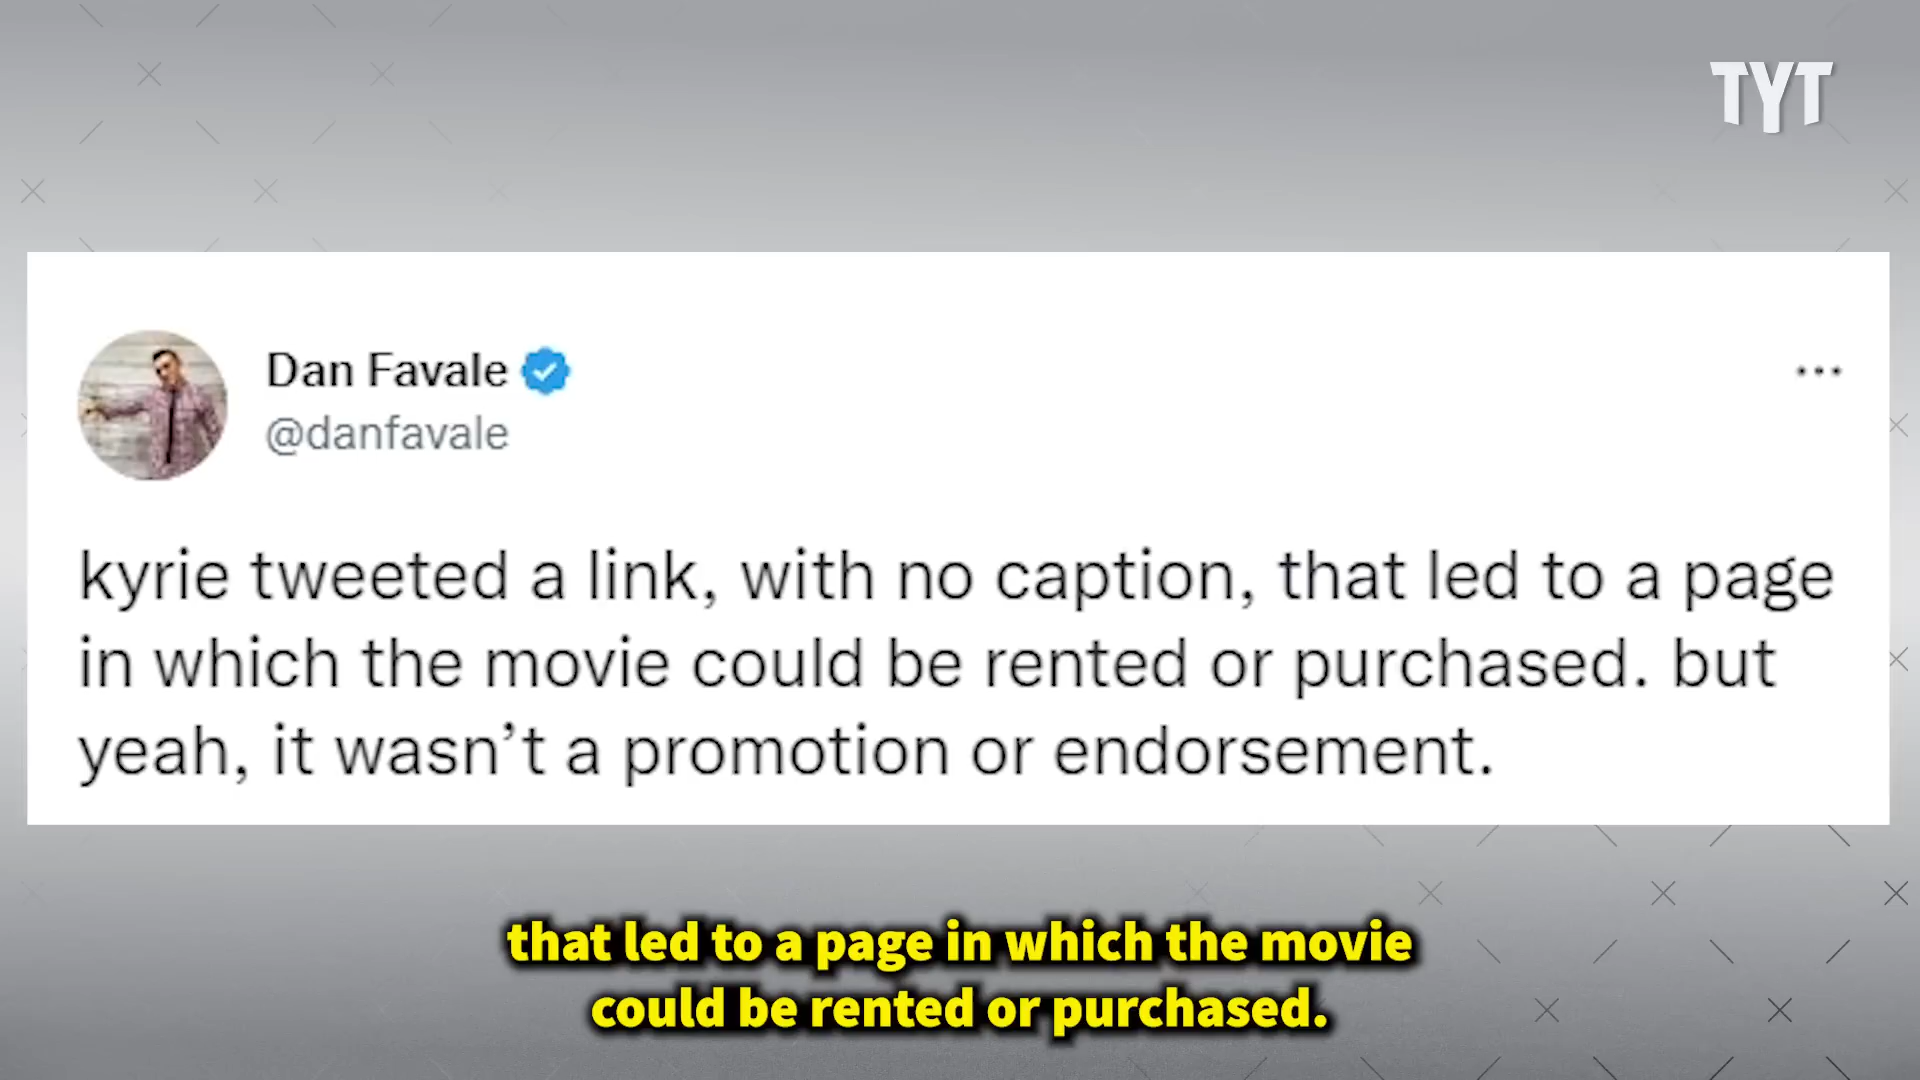 TYT
Dan Favale
@danfavale
kyrie tweeted a link, with no caption, that led to a page
in which the movie could be rented or purchased. but
yeah, it wasn’t a promotion or endorsement.
that led to a page in which the movie
could be rented or purchased.